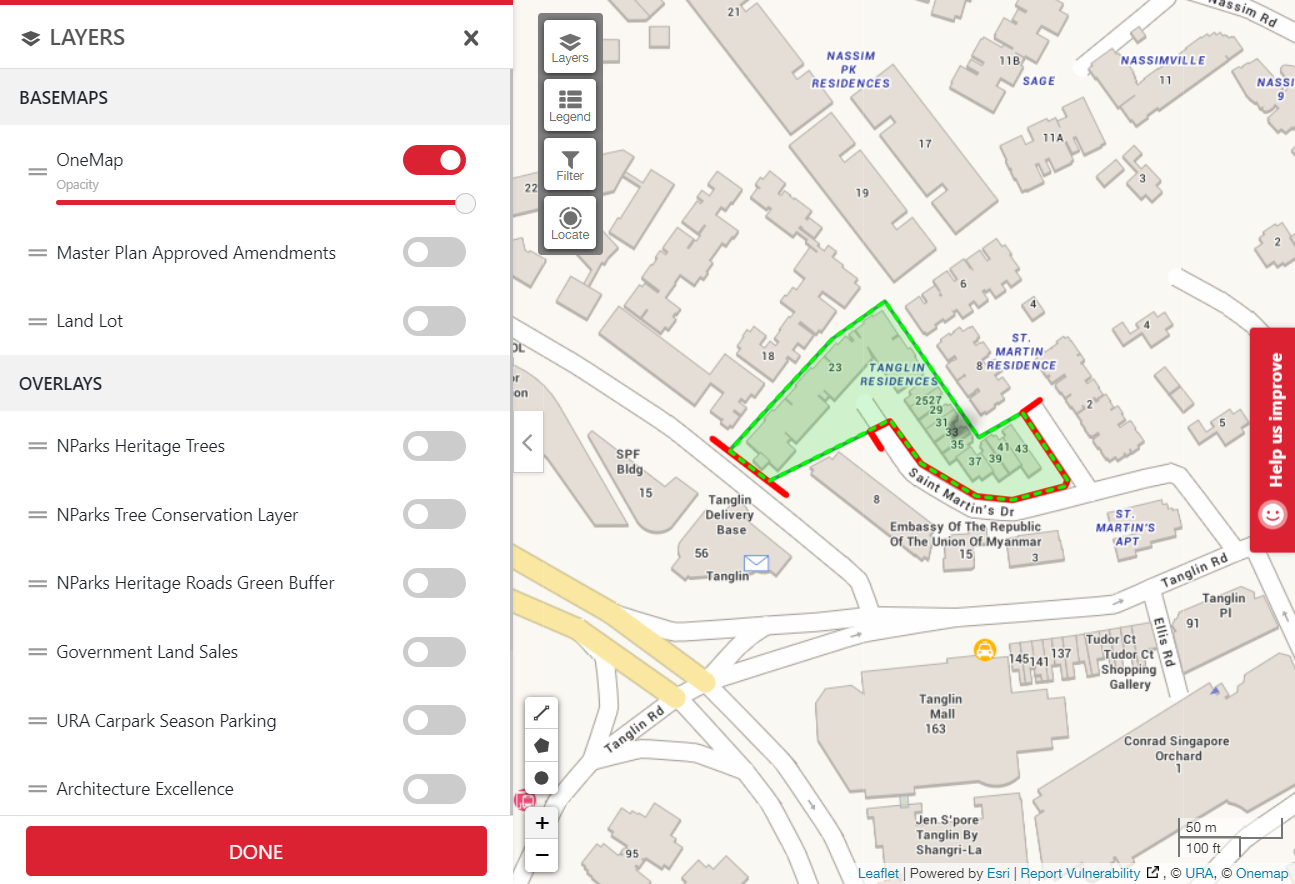 LAYERS
BASEMAPS
OneMap
Opacity
Master Plan Approved Amendments
Land Lot
OVERLAYS
NParks Heritage Trees
NParks Tree Conservation Layer
NParks Heritage Roads Green Buffer
Government Land Sales
URA Carpark Season Parking
Architecture Excellence
DONE
Layers
Legend
Filter
Locate
21
Nassim Rd
NASSIM
PK
RESIDENCES
11B
SAGE
NASSIMVILLE
11
NASSI
9
17
11A
3
22
19
2
6
4
4
OL
18
8
ST.
MARTIN
RESIDENCE
23
TANGLIN
RESIDENCES
or
on
2527
29
31
33
35
37
39
41
43
2
5
SPF
Bldg
15
Tanglin
Delivery
Base
56
Tanglin
8
Saint Martin's Dr
Embassy Of The Republic
Of The Union Of Myanmar
15
3
ST.
MARTIN'S
APT
Tanglin Rd
Tanglin
Pl
91
Ellis Rd
145
141
137
Tudor Ct
Tudor Ct
Shopping
Gallery
Tanglin
Mall
163
Tanglin Rd
Conrad Singapore
Orchard
1
Jen S'pore
Tanglin By
Shangri-La
95
Help us improve
+
−
50 m
100 ft
Leaflet | Powered by Esri | Report Vulnerability , © URA, © Onemap